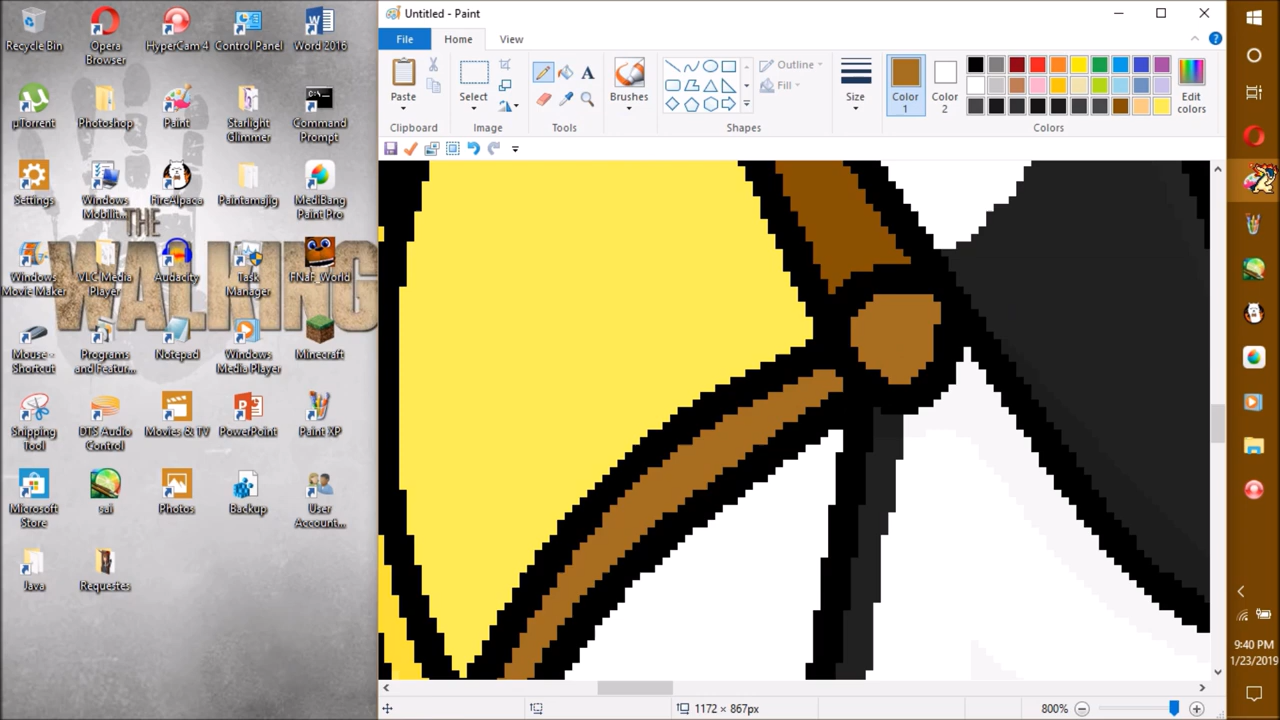 Recycle Bin
Opera Browser
HyperCam 4
Control Panel
Word 2016
µTorrent
Photoshop
Paint
Starlight Glimmer
Command Prompt
Settings
Windows Mobilit...
FireAlpaca
Paintamajig
MediBang Paint Pro
THE
WALKING
Windows Movie Maker
VLC Media Player
Audacity
Task Manager
FNaF_World
Mouse - Shortcut
Programs and Featur...
Notepad
Windows Media Player
Minecraft
Snipping Tool
DTS Audio Control
Movies & TV
PowerPoint
Paint XP
Microsoft Store
sai
Photos
Backup
User Account...
Java
Requestes
Untitled - Paint
File
Home
View
Paste
Select
A
Brushes
Outline
Fill
Size
Color 1
Color 2
Edit colors
Clipboard
Image
Tools
Shapes
Colors
1172 × 867px
800%
9:40 PM
1/23/2019